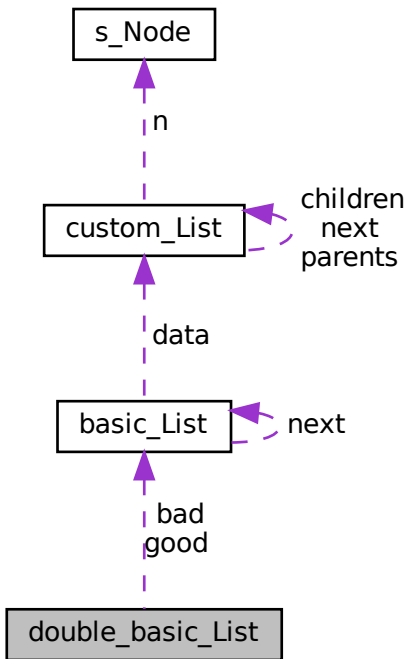 s_Node
n
custom_List
children
next
parents
data
basic_List
next
bad
good
double_basic_List